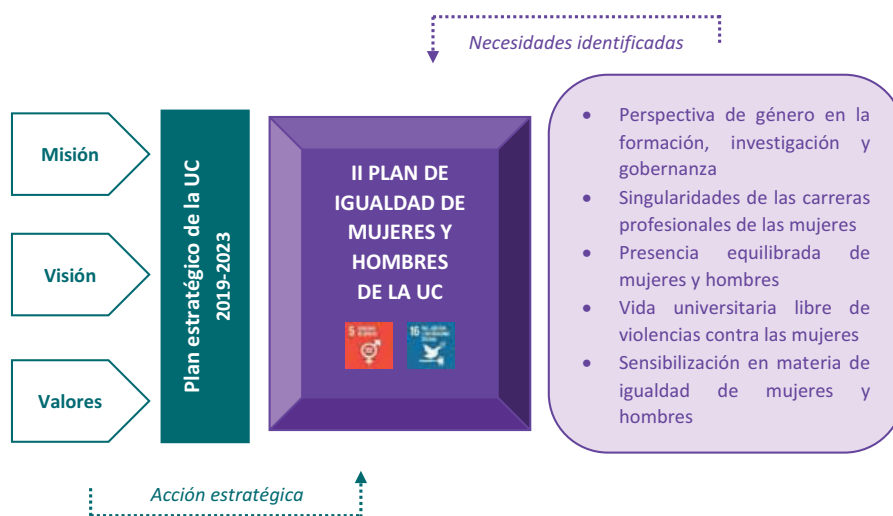 Necesidades identificadas
Misión
Visión
Valores
Plan estratégico de la UC
2019-2023
II PLAN DE
IGUALDAD DE
MUJERES Y
HOMBRES
DE LA UC
5
16
• Perspectiva de género en la
formación, investigación y
gobernanza
• Singularidades de las carreras
profesionales de las mujeres
• Presencia equilibrada de
mujeres y hombres
• Vida universitaria libre de
violencias contra las mujeres
• Sensibilización en materia de
igualdad de mujeres y
hombres
Acción estratégica